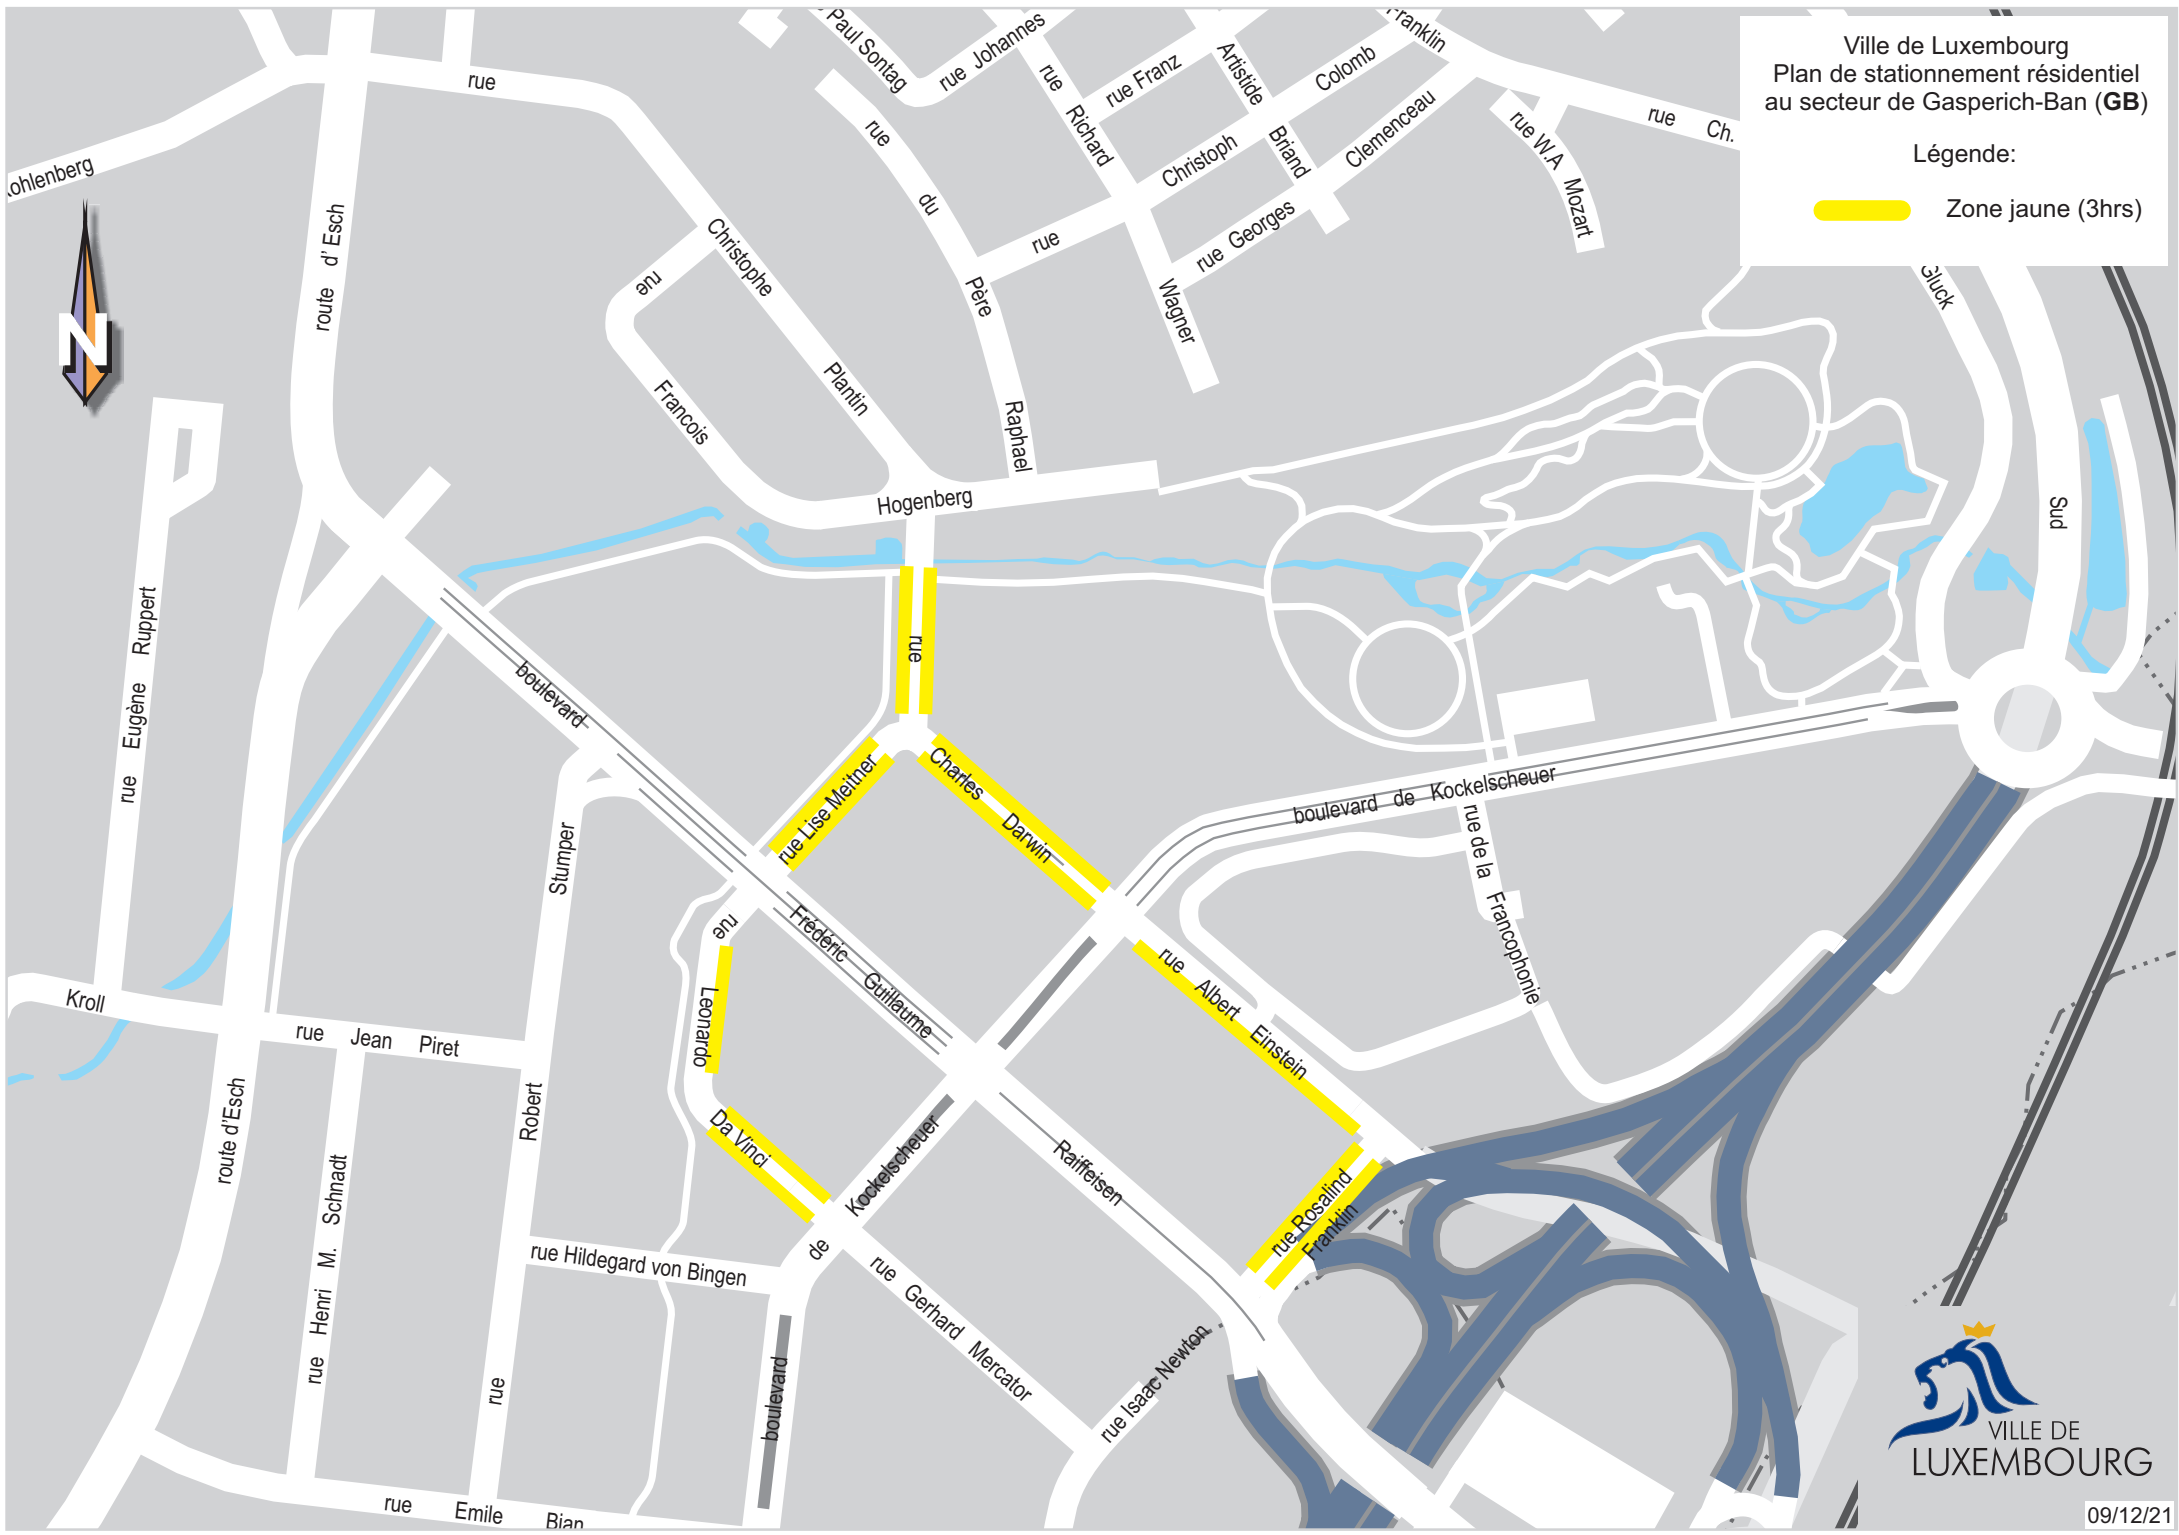 Ville de Luxembourg
Plan de stationnement résidentiel
au secteur de Gasperich-Ban (GB)
Légende:
Zone jaune (3hrs)
Paul Sontag
rue Johannes
Franklin
rue Franz
Artistide Briand
rue Richard Wagner
rue Christoph Colomb
rue Georges Clemenceau
rue W.A Mozart
rue Ch.
Gluck
rue Christophe Plantin
ohlenberg
route d'Esch
rue du Père Raphael
rue Francois Hogenberg
N
Sud
rue Eugène Ruppert
rue Charles Darwin
rue Lise Meitner
boulevard Frédéric Guillaume Raiffeisen
boulevard de Kockelscheuer
rue de la Francophonie
rue Robert Stumper
rue Leonardo Da Vinci
rue Albert Einstein
Kroll
rue Jean Piret
route d'Esch
rue Henri M. Schnadt
rue Hildegard von Bingen
boulevard de Kockelscheuer
rue Gerhard Mercator
rue Rosalind Franklin
rue Isaac Newton
rue Emile Bian
VILLE DE
LUXEMBOURG
09/12/21